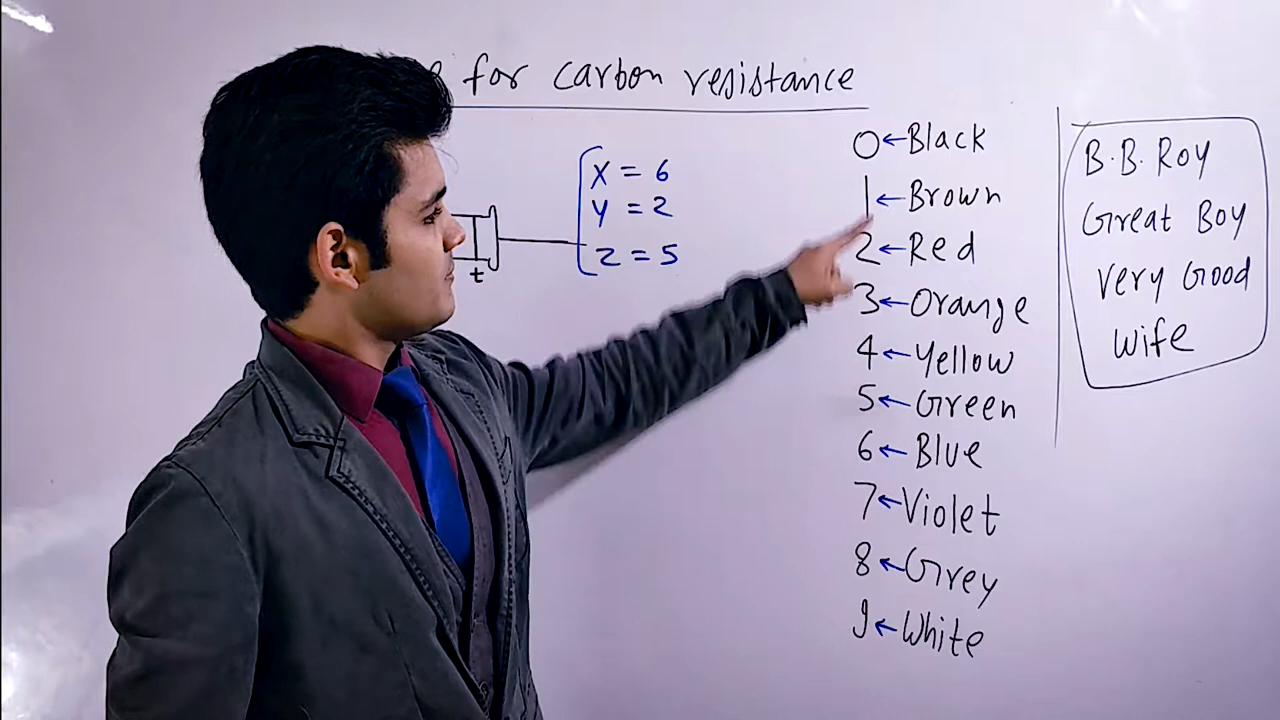 for carbon resistance
X = 6
Y = 2
Z = 5
t
0 ← Black
1 ← Brown
2 ← Red
3 ← Orange
4 ← Yellow
5 ← Green
6 ← Blue
7 ← Violet
8 ← Grey
9 ← White
B.B. Roy
Great Boy
Very Good
Wife